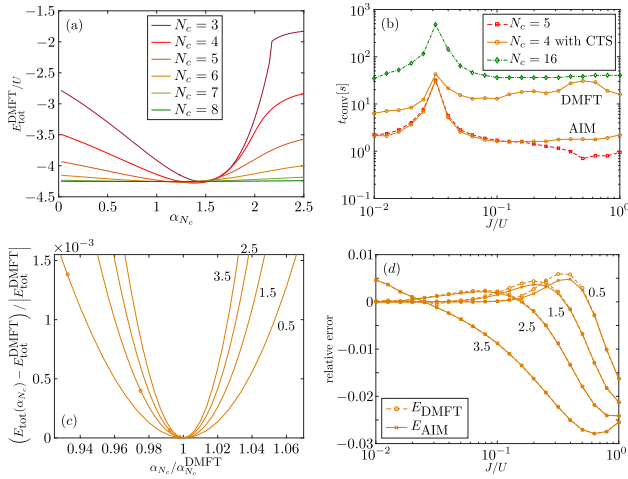 (a)
N_c = 3
N_c = 4
N_c = 5
N_c = 6
N_c = 7
N_c = 8
E_tot^DMFT/U
−1.5
−2
−2.5
−3
−3.5
−4
−4.5
0
0.5
1
1.5
2
2.5
α_{N_c}
(b)
N_c = 5
N_c = 4 with CTS
N_c = 16
DMFT
AIM
t_conv[s]
10^3
10^2
10^1
10^0
10^−1
10^−2
10^−1
10^0
J/U
×10^−3
(E_tot(α_{N_c}) − E_tot^DMFT) / |E_tot^DMFT|
1.5
1
0.5
0
3.5
2.5
1.5
0.5
(c)
0.94
0.96
0.98
1
1.02
1.04
1.06
α_{N_c}/α_{N_c}^DMFT
(d)
relative error
0.01
0.005
0
−0.005
−0.01
−0.02
−0.03
0.5
1.5
2.5
3.5
E_DMFT
E_AIM
10^−2
10^−1
10^0
J/U